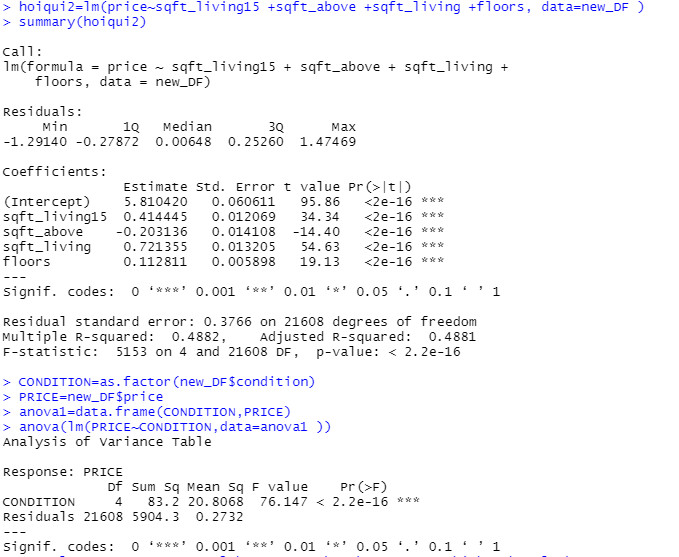 > hoiqui2=lm(price~sqft_living15 +sqft_above +sqft_living +floors, data=new_DF )
> summary(hoiqui2)

Call:
lm(formula = price ~ sqft_living15 + sqft_above + sqft_living +
    floors, data = new_DF)

Residuals:
     Min       1Q   Median       3Q      Max
-1.29140 -0.27872  0.00648  0.25260  1.47469

Coefficients:
               Estimate Std. Error t value Pr(>|t|)
(Intercept)    5.810420   0.060611   95.86   <2e-16 ***
sqft_living15  0.414445   0.012069   34.34   <2e-16 ***
sqft_above    -0.203136   0.014108  -14.40   <2e-16 ***
sqft_living    0.721355   0.013205   54.63   <2e-16 ***
floors         0.112811   0.005898   19.13   <2e-16 ***
---
Signif. codes:  0 ‘***’ 0.001 ‘**’ 0.01 ‘*’ 0.05 ‘.’ 0.1 ‘ ’ 1

Residual standard error: 0.3766 on 21608 degrees of freedom
Multiple R-squared:  0.4882,    Adjusted R-squared:  0.4881
F-statistic:  5153 on 4 and 21608 DF,  p-value: < 2.2e-16

> CONDITION=as.factor(new_DF$condition)
> PRICE=new_DF$price
> anova1=data.frame(CONDITION,PRICE)
> anova(lm(PRICE~CONDITION,data=anova1 ))
Analysis of Variance Table

Response: PRICE
             Df Sum Sq Mean Sq F value    Pr(>F)
CONDITION     4   83.2 20.8068  76.147 < 2.2e-16 ***
Residuals 21608 5904.3  0.2732
---
Signif. codes:  0 ‘***’ 0.001 ‘**’ 0.01 ‘*’ 0.05 ‘.’ 0.1 ‘ ’ 1